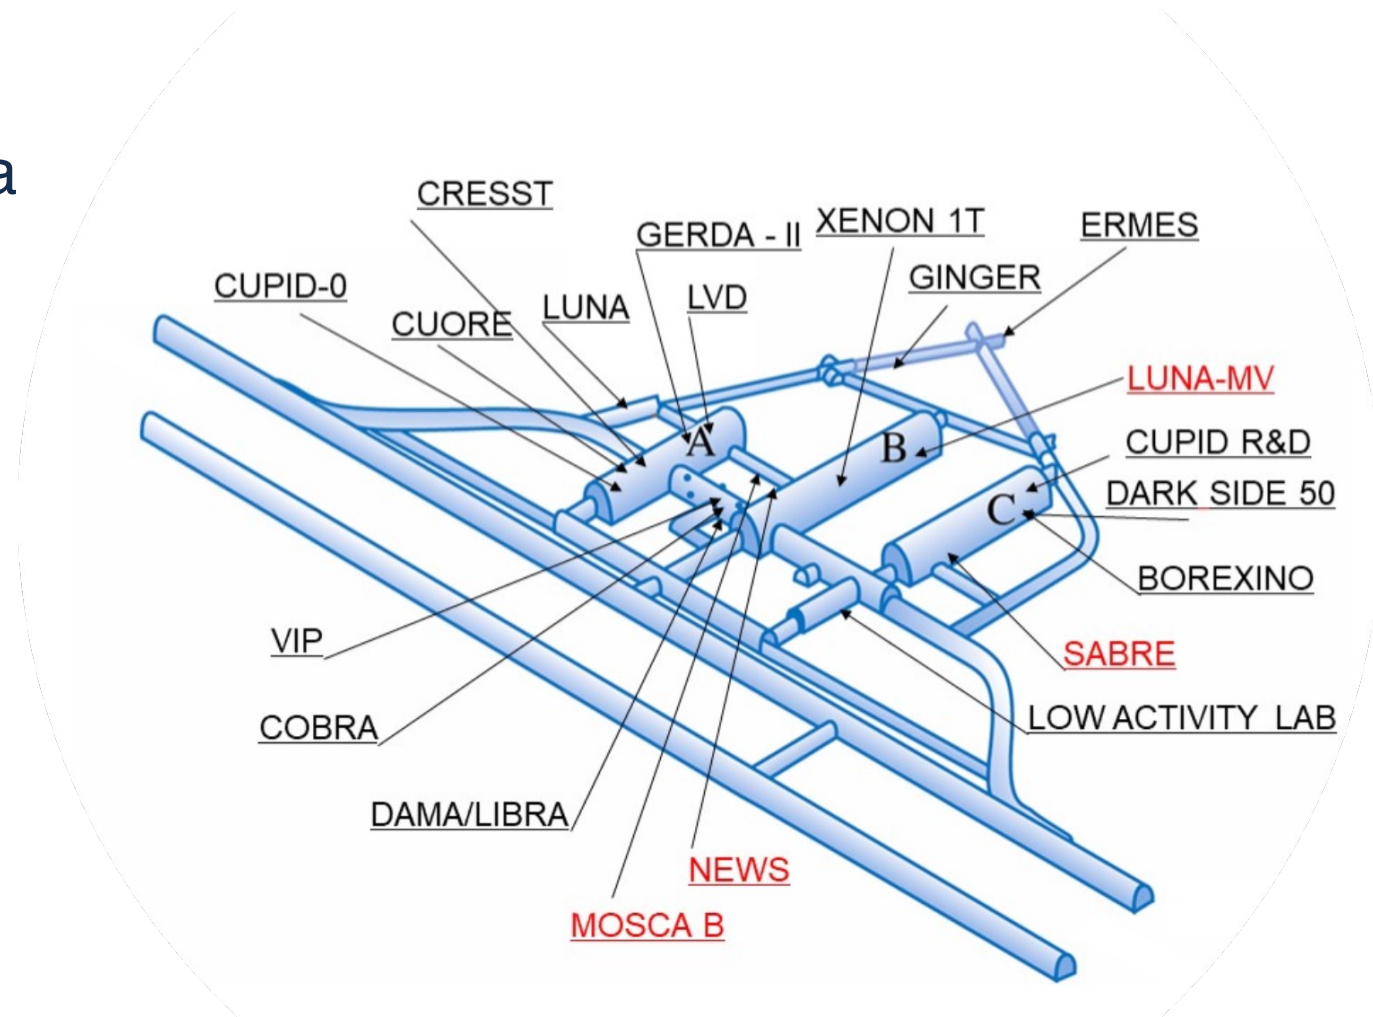 a
CRESST
GERDA - II
XENON 1T
ERMES
CUPID-0
LUNA
LVD
GINGER
CUORE
LUNA-MV
A
B
CUPID R&D
DARK SIDE 50
C
BOREXINO
VIP
SABRE
COBRA
LOW ACTIVITY LAB
DAMA/LIBRA
NEWS
MOSCA B